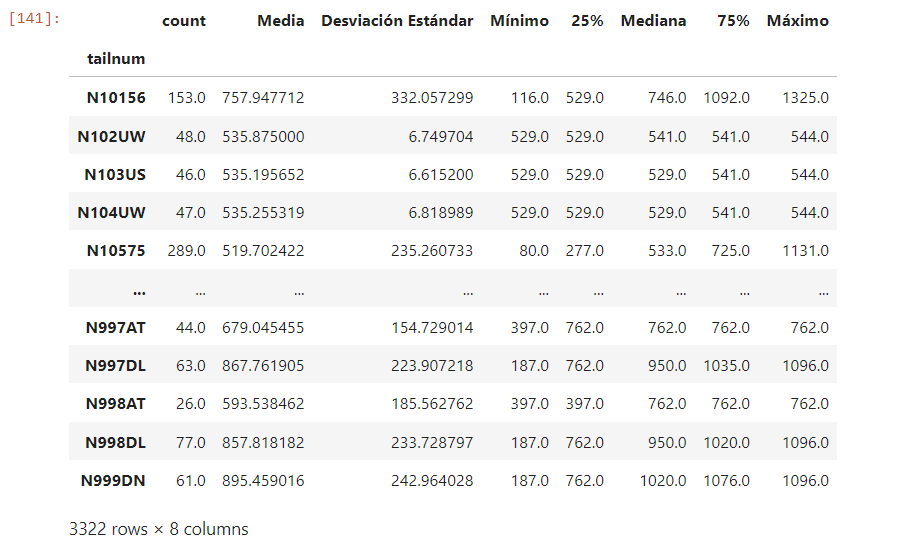 [141]: count Media Desviación Estándar Mínimo 25% Mediana 75% Máximo
tailnum
N10156 153.0 757.947712 332.057299 116.0 529.0 746.0 1092.0 1325.0
N102UW 48.0 535.875000 6.749704 529.0 529.0 541.0 541.0 544.0
N103US 46.0 535.195652 6.615200 529.0 529.0 529.0 541.0 544.0
N104UW 47.0 535.255319 6.818989 529.0 529.0 529.0 541.0 544.0
N10575 289.0 519.702422 235.260733 80.0 277.0 533.0 725.0 1131.0
... ... ... ... ... ... ... ... ...
N997AT 44.0 679.045455 154.729014 397.0 762.0 762.0 762.0 762.0
N997DL 63.0 867.761905 223.907218 187.0 762.0 950.0 1035.0 1096.0
N998AT 26.0 593.538462 185.562762 397.0 397.0 762.0 762.0 762.0
N998DL 77.0 857.818182 233.728797 187.0 762.0 950.0 1020.0 1096.0
N999DN 61.0 895.459016 242.964028 187.0 762.0 1020.0 1076.0 1096.0
3322 rows × 8 columns